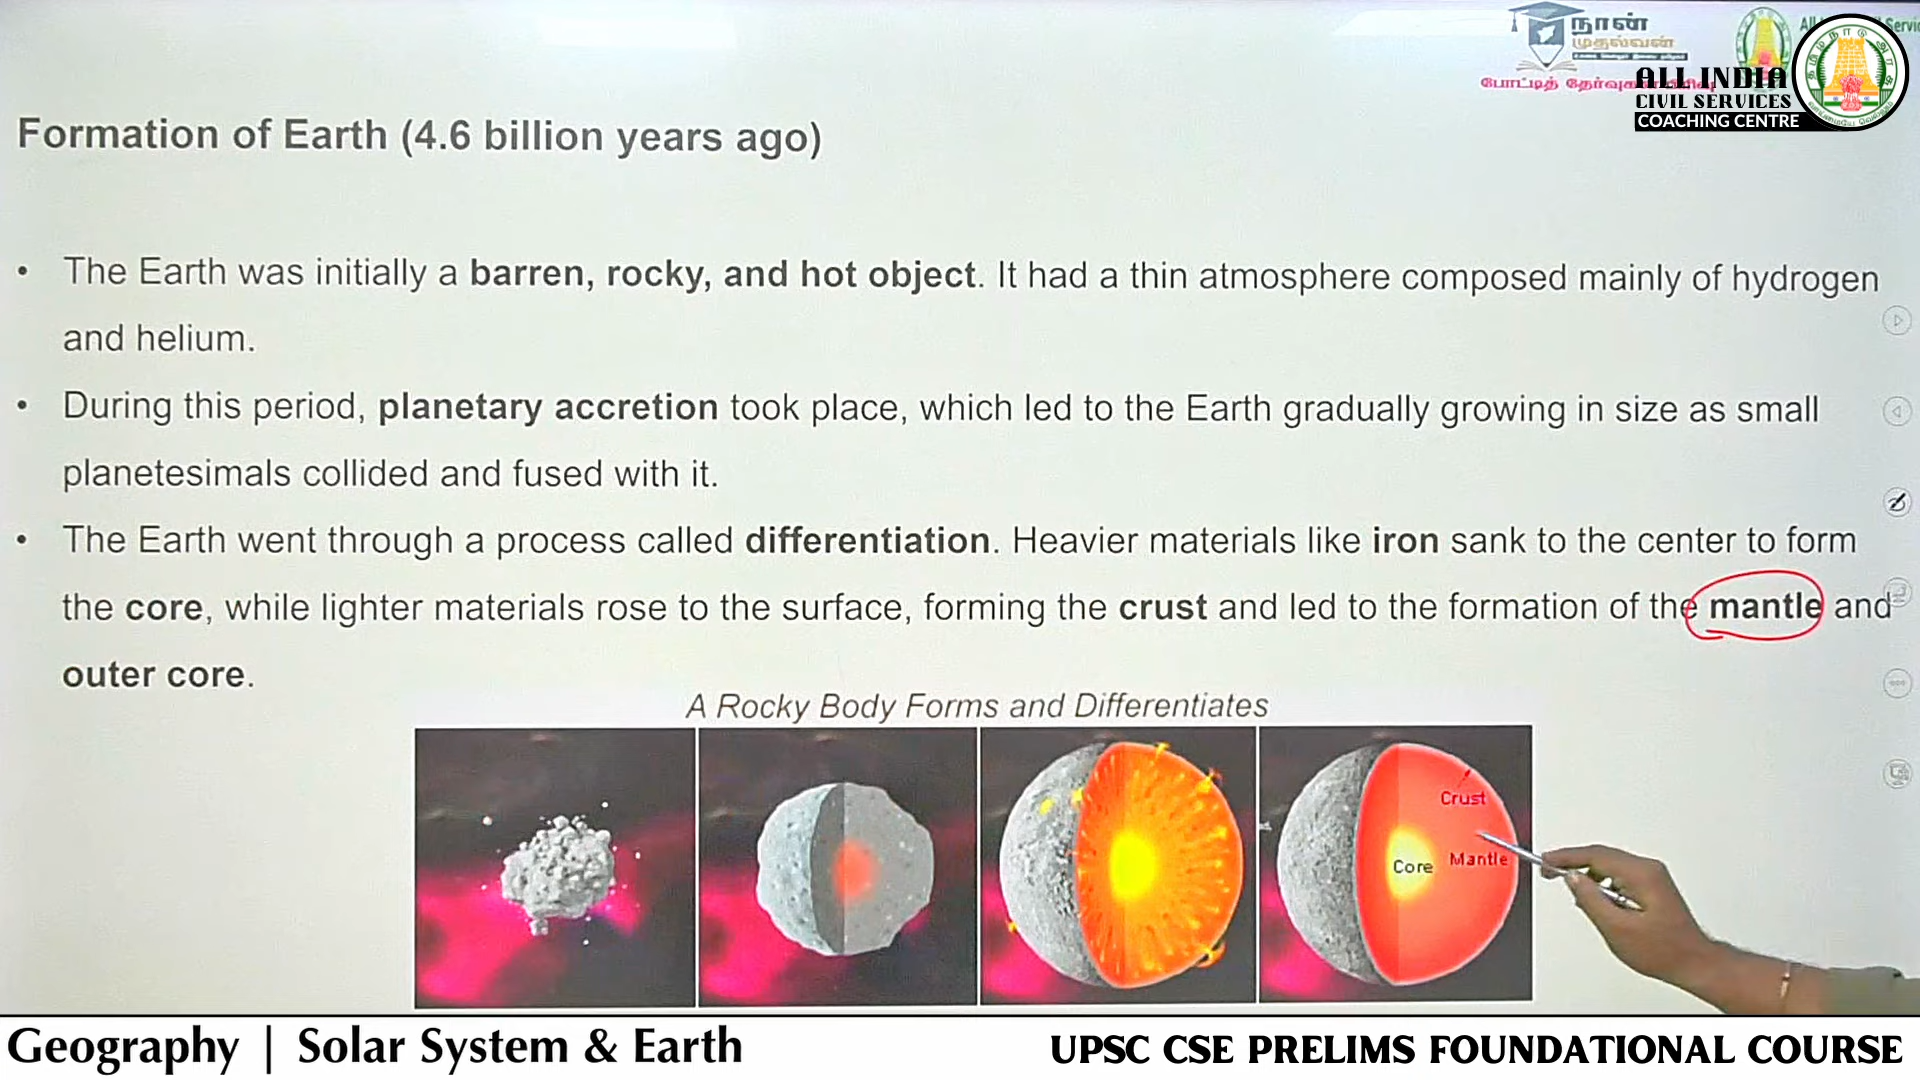 நான்
முதல்வன்
போட்டித்
ALL INDIA
CIVIL SERVICES
COACHING CENTRE
Formation of Earth (4.6 billion years ago)
• The Earth was initially a barren, rocky, and hot object. It had a thin atmosphere composed mainly of hydrogen
and helium.
• During this period, planetary accretion took place, which led to the Earth gradually growing in size as small
planetesimals collided and fused with it.
• The Earth went through a process called differentiation. Heavier materials like iron sank to the center to form
the core, while lighter materials rose to the surface, forming the crust and led to the formation of the mantle and
outer core.
A Rocky Body Forms and Differentiates
Crust
Core Mantle
Geography | Solar System & Earth
UPSC CSE PRELIMS FOUNDATIONAL COURSE